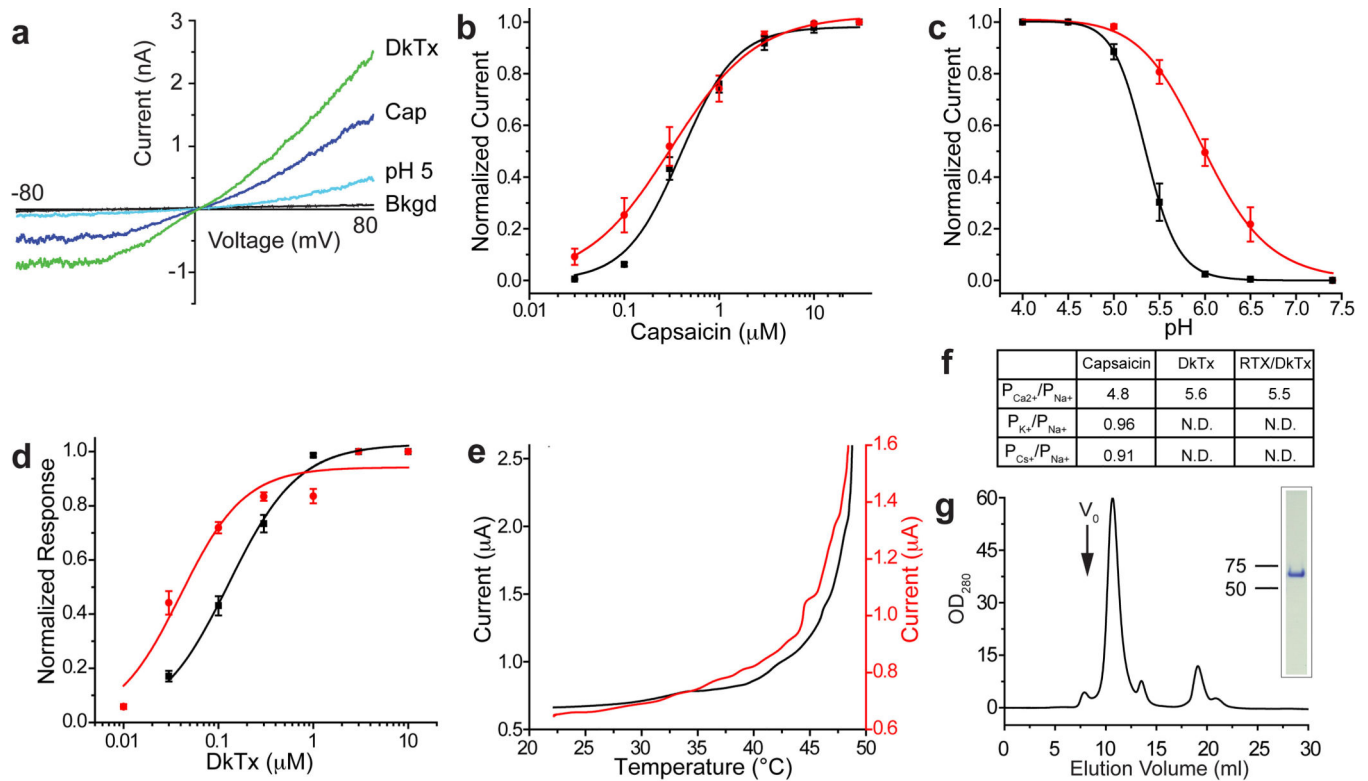 a
Current (nA)
3
2
1
-1
-80
80
Voltage (mV)
DkTx
Cap
pH 5
Bkgd
b
Normalized Current
1.0
0.8
0.6
0.4
0.2
0.0
0.01
0.1
1
10
Capsaicin (μM)
c
Normalized Current
1.0
0.8
0.6
0.4
0.2
0.0
4.0 4.5 5.0 5.5 6.0 6.5 7.0 7.5
pH
d
Normalized Response
1.0
0.8
0.6
0.4
0.2
0.0
0.01 0.1 1 10
DkTx (μM)
e
Current (μA)
2.5
2.0
1.5
1.0
0.5
20 25 30 35 40 45 50
Temperature (°C)
1.6
1.4
1.2
1.0
0.8
0.6
Current (μA)
f
Capsaicin DkTx RTX/DkTx
P Ca2+/P Na+ 4.8 5.6 5.5
P K+/P Na+ 0.96 N.D. N.D.
P Cs+/P Na+ 0.91 N.D. N.D.
g
OD280
60
45
30
15
0
V0
0 5 10 15 20 25 30
Elution Volume (ml)
75
50